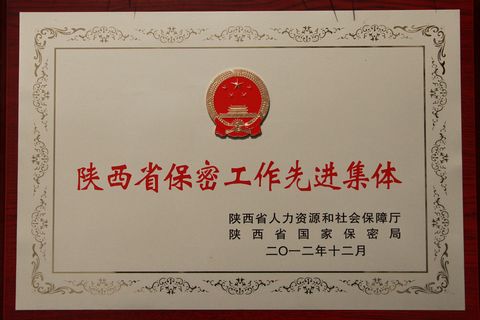 陕西省保密工作先进集体
陕西省人力资源和社会保障厅
陕西省国家保密局
二〇一二年十二月